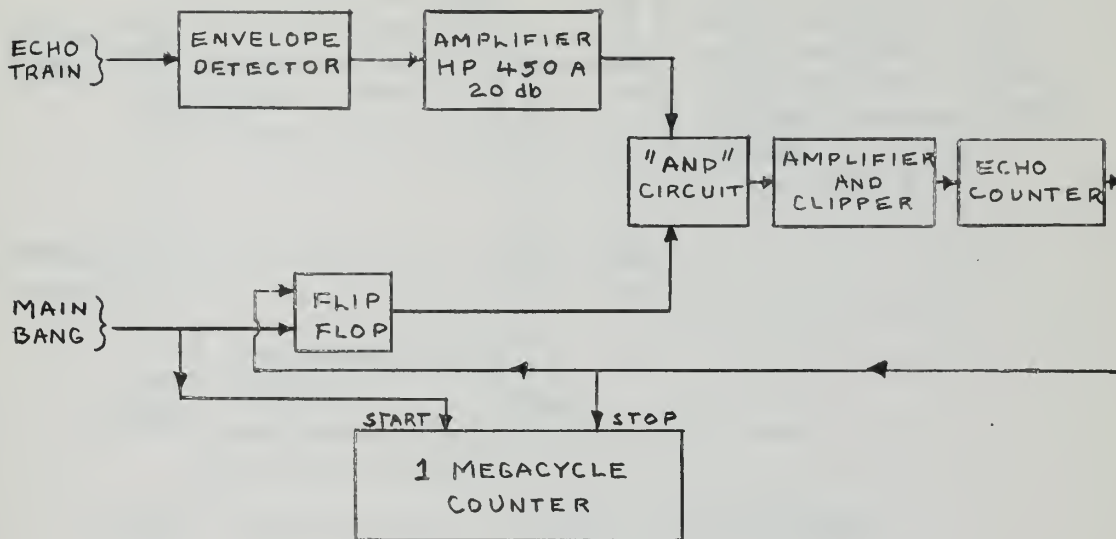 ECHO
TRAIN
ENVELOPE
DETECTOR
AMPLIFIER
HP 450 A
20 db
"AND"
CIRCUIT
AMPLIFIER
AND
CLIPPER
ECHO
COUNTER
MAIN
BANG
FLIP
FLOP
START
STOP
1 MEGACYCLE
COUNTER